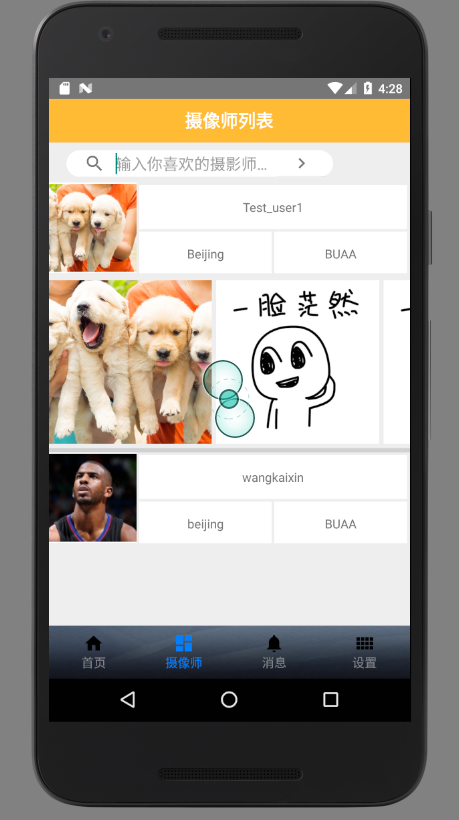 4:28
摄像师列表
输入你喜欢的摄影师...
Test_user1
Beijing
BUAA
一脸茫然
wangkaixin
beijing
BUAA
首页
摄像师
消息
设置